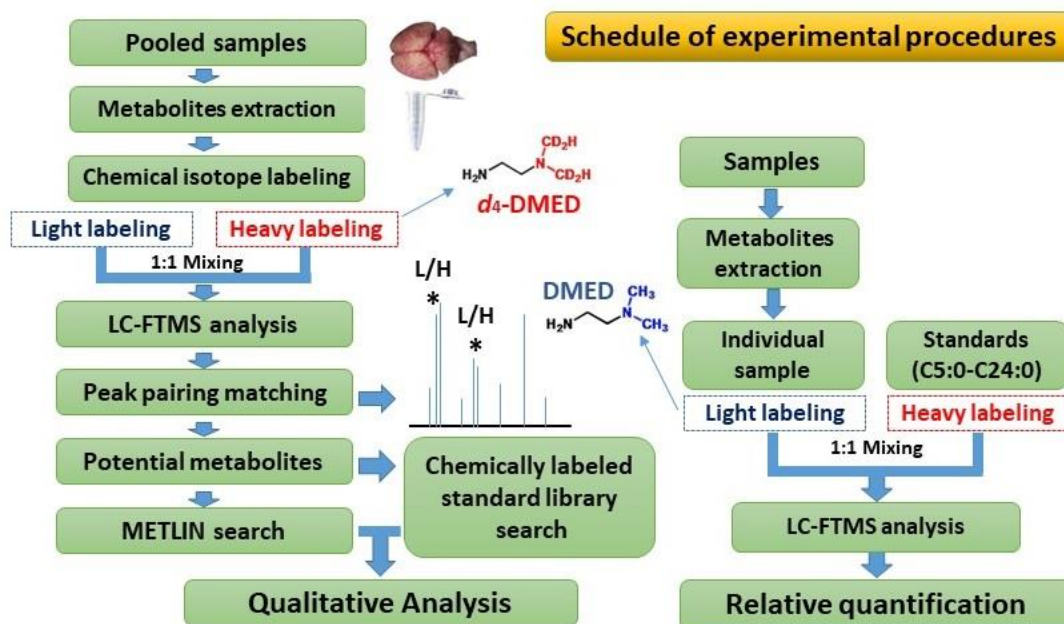 Schedule of experimental procedures
Pooled samples
Metabolites extraction
Chemical isotope labeling
Light labeling
Heavy labeling
1:1 Mixing
LC-FTMS analysis
Peak pairing matching
Potential metabolites
METLIN search
Qualitative Analysis
H₂N
N
CD₂H
CD₂H
d4-DMED
L/H
*
L/H
*
Chemically labeled
standard library
search
DMED
H₂N
N
CH₃
CH₃
Samples
Metabolites
extraction
Individual
sample
Standards
(C5:0-C24:0)
Light labeling
Heavy labeling
1:1 Mixing
LC-FTMS analysis
Relative quantification